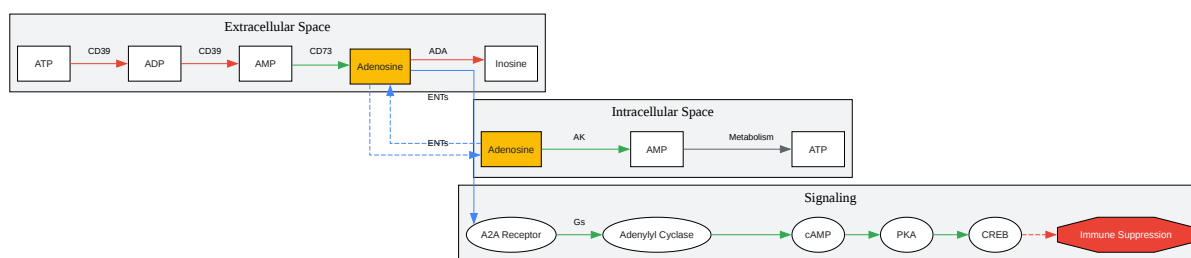 Extracellular Space
CD39
CD39
CD73
ADA
ATP
ADP
AMP
Adenosine
Inosine
ENTs
Intracellular Space
ENTs
AK
Metabolism
Adenosine
AMP
ATP
Signaling
Gs
A2A Receptor
Adenylyl Cyclase
cAMP
PKA
CREB
Immune Suppression